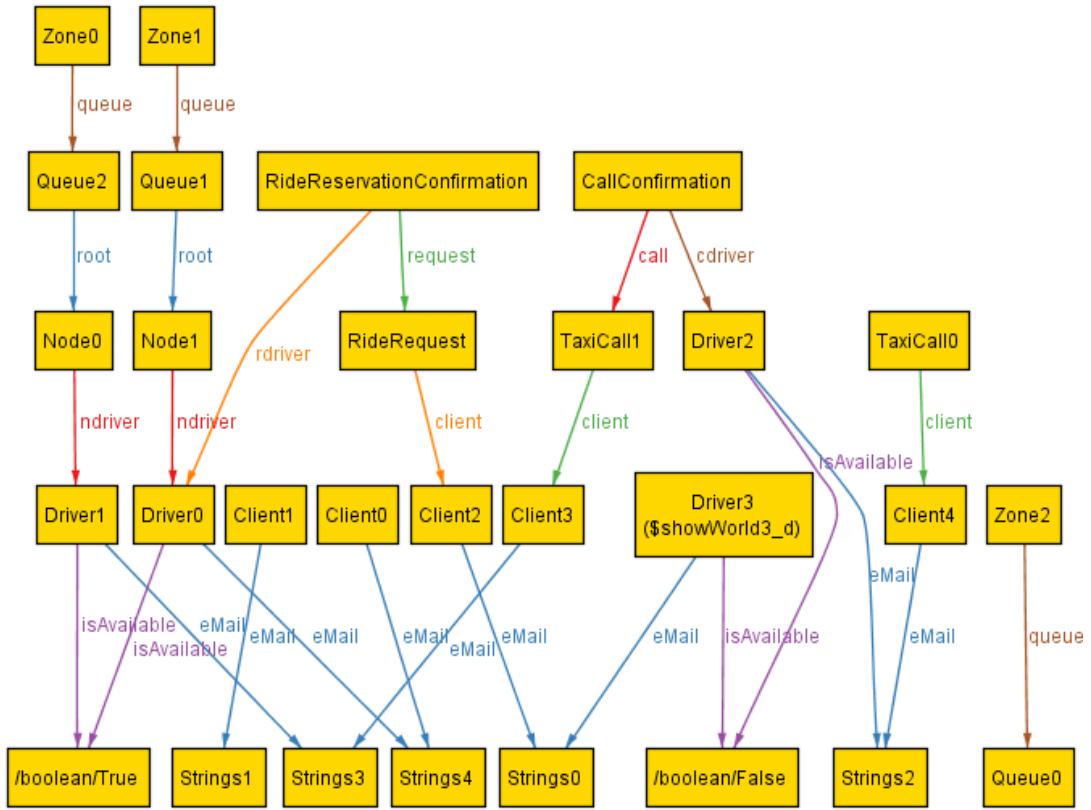 Zone0
Zone1
queue
queue
Queue2
Queue1
RideReservationConfirmation
CallConfirmation
root
root
request
call
cdriver
Node0
Node1
RideRequest
TaxiCall1
Driver2
TaxiCall0
rdriver
ndriver
ndriver
client
client
client
isAvailable
Driver1
Driver0
Client1
Client0
Client2
Client3
Driver3
($showWorld3_d)
Client4
Zone2
eMail
isAvailable
eMail
isAvailable
eMail
eMail
eMail
eMail
eMail
eMail
isAvailable
eMail
queue
/boolean/True
Strings1
Strings3
Strings4
Strings0
/boolean/False
Strings2
Queue0